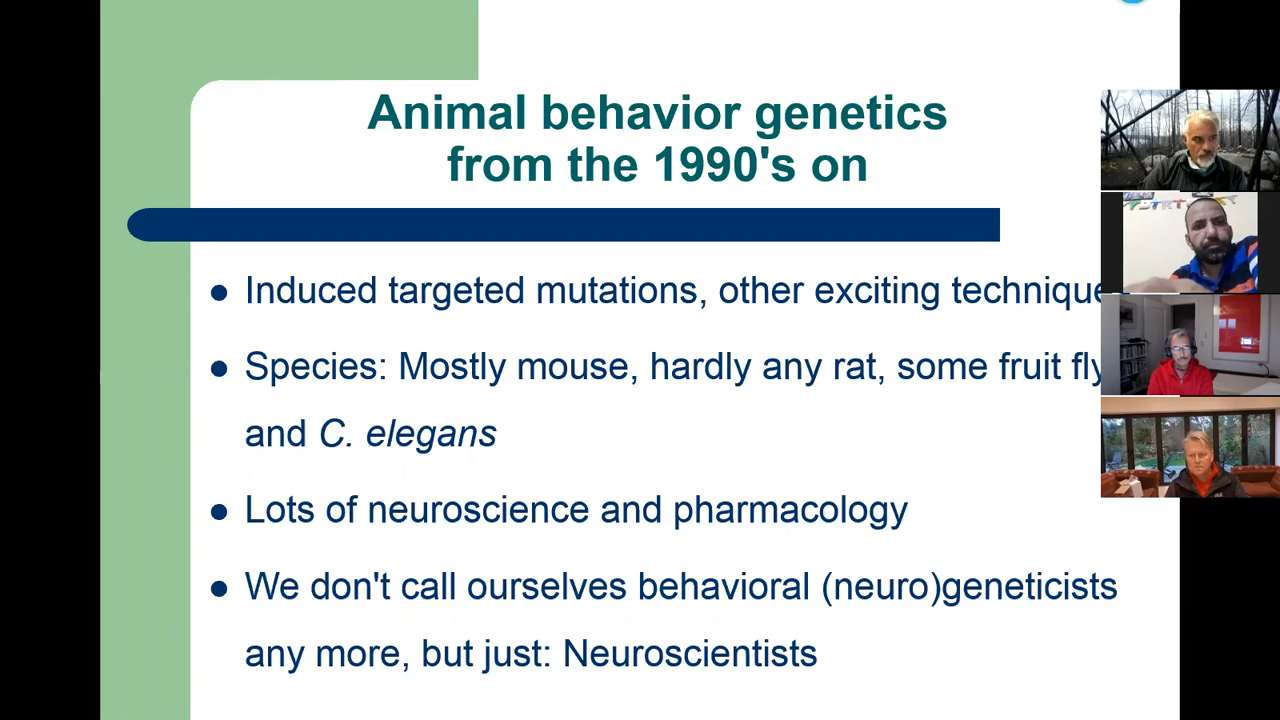 Animal behavior genetics
from the 1990's on
Induced targeted mutations, other exciting technique
Species: Mostly mouse, hardly any rat, some fruit fly
and C. elegans
Lots of neuroscience and pharmacology
We don't call ourselves behavioral (neuro)geneticists
any more, but just: Neuroscientists